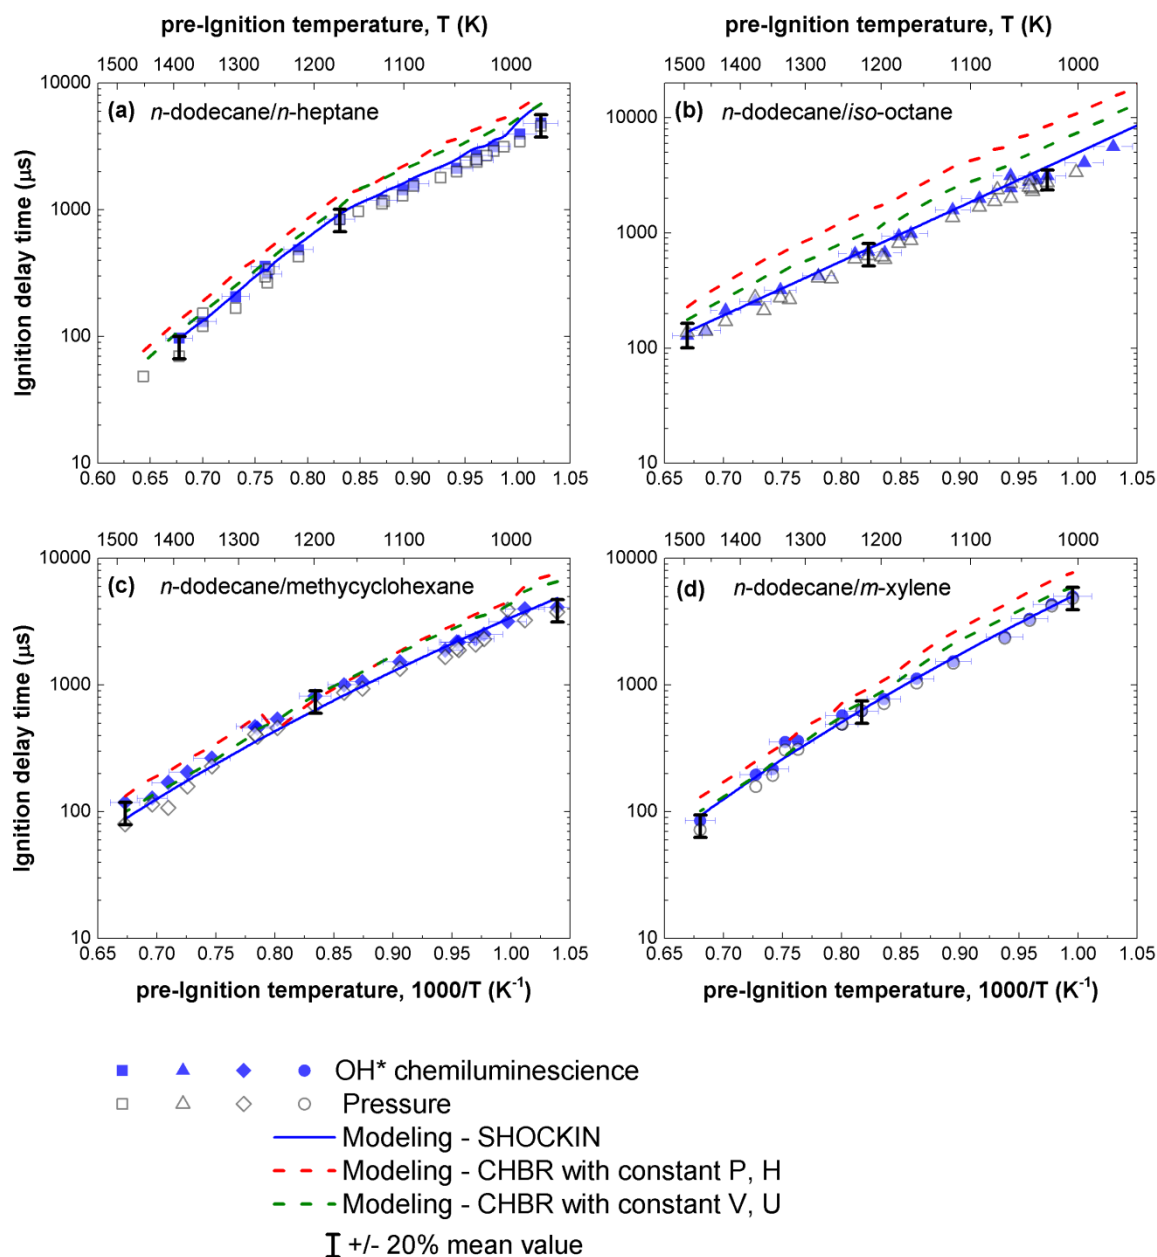 pre-Ignition temperature, T (K)
pre-Ignition temperature, T (K)
1500 1400 1300 1200 1100 1000
1500 1400 1300 1200 1100 1000
(a) n-dodecane/n-heptane
(b) n-dodecane/iso-octane
Ignition delay time (µs)
10000
1000
100
10
10000
1000
100
10
0.60 0.65 0.70 0.75 0.80 0.85 0.90 0.95 1.00 1.05
0.65 0.70 0.75 0.80 0.85 0.90 0.95 1.00 1.05
1500 1400 1300 1200 1100 1000
1500 1400 1300 1200 1100 1000
(c) n-dodecane/methycyclohexane
(d) n-dodecane/m-xylene
Ignition delay time (µs)
10000
1000
100
10
10000
1000
100
10
0.65 0.70 0.75 0.80 0.85 0.90 0.95 1.00 1.05
0.65 0.70 0.75 0.80 0.85 0.90 0.95 1.00 1.05
pre-Ignition temperature, 1000/T (K-1)
pre-Ignition temperature, 1000/T (K-1)
OH* chemiluminescience
Pressure
Modeling - SHOCKIN
Modeling - CHBR with constant P, H
Modeling - CHBR with constant V, U
+/- 20% mean value